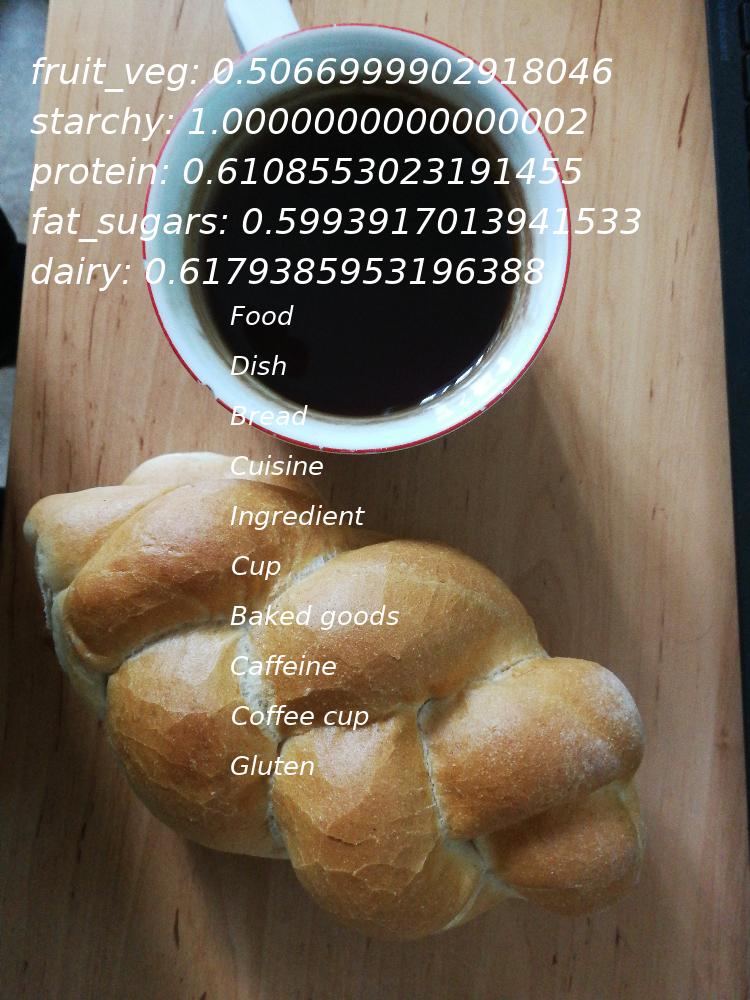 fruit_veg: 0.5066999902918046
starchy: 1.0000000000000002
protein: 0.6108553023191455
fat_sugars: 0.5993917013941533
dairy: 0.6179385953196388
Food
Dish
Bread
Cuisine
Ingredient
Cup
Baked goods
Caffeine
Coffee cup
Gluten